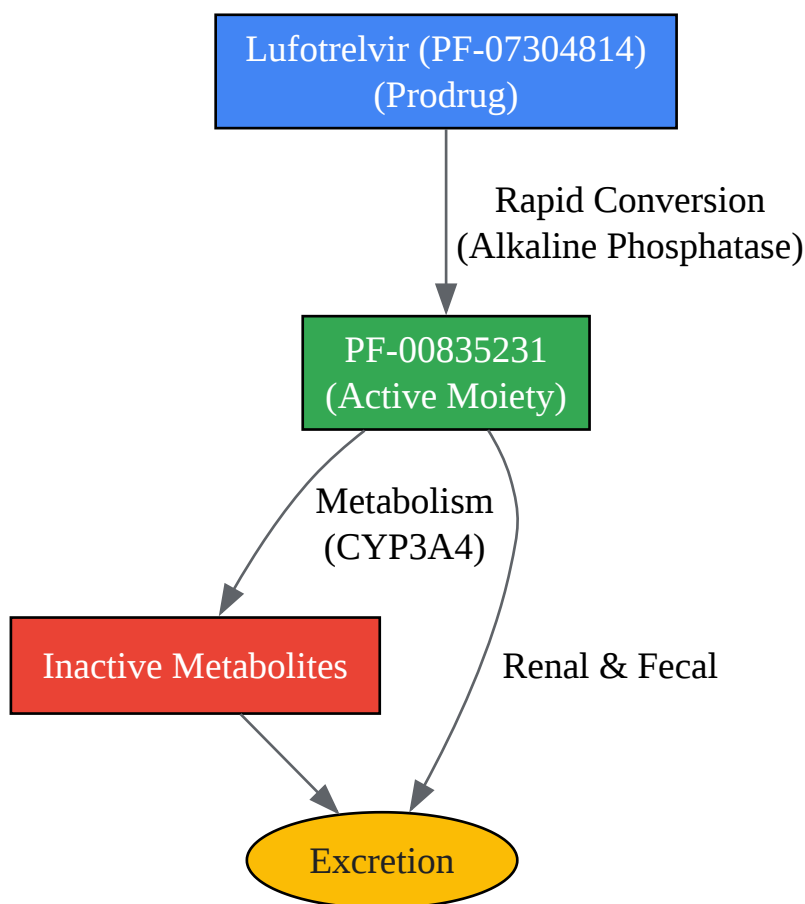 Lufotrelvir (PF-07304814)
(Prodrug)
Rapid Conversion
(Alkaline Phosphatase)
PF-00835231
(Active Moiety)
Metabolism
(CYP3A4)
Inactive Metabolites
Renal & Fecal
Excretion